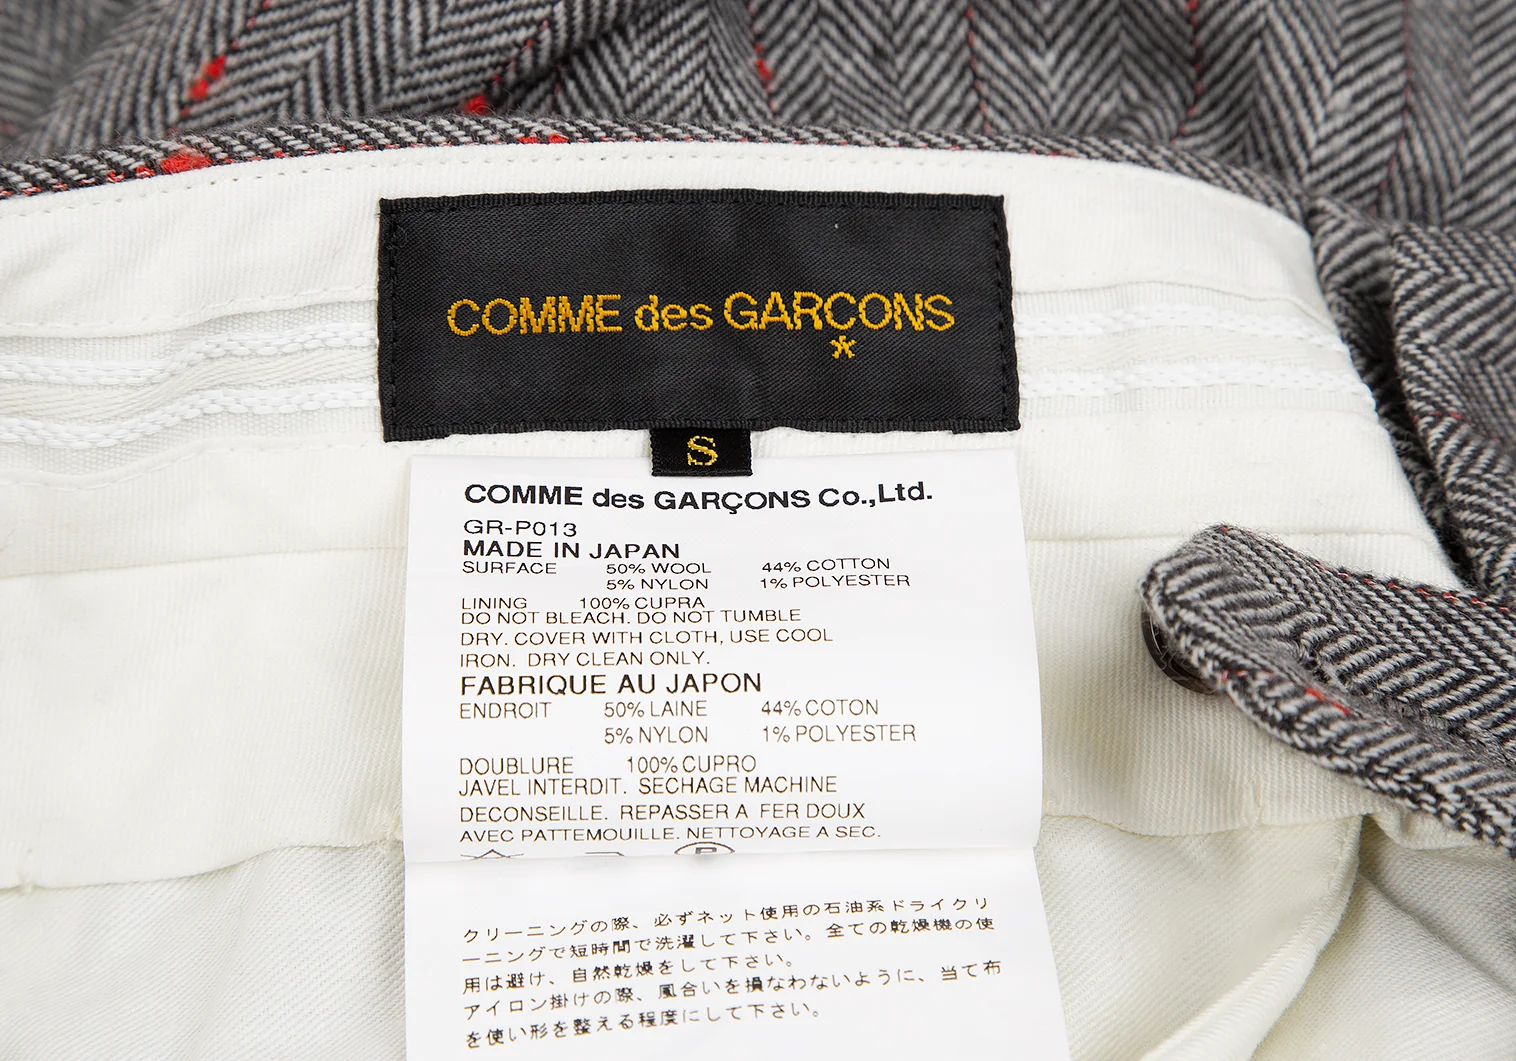 COMME des GARÇONS
*
S
COMME des GARÇONS Co.,Ltd.
GR-P013
MADE IN JAPAN
SURFACE 50% WOOL 44% COTTON
5% NYLON 1% POLYESTER
LINING 100% CUPRA
DO NOT BLEACH. DO NOT TUMBLE
DRY. COVER WITH CLOTH, USE COOL
IRON. DRY CLEAN ONLY.
FABRIQUE AU JAPON
ENDROIT 50% LAINE 44% COTON
5% NYLON 1% POLYESTER
DOUBLURE 100% CUPRO
JAVEL INTERDIT. SECHAGE MACHINE
DECONSEILLE. REPASSER A FER DOUX
AVEC PATTEMOUILLE. NETTOYAGE A SEC.
P
クリーニングの際、必ずネット使用の石油系ドライクリ
ーニングで短時間で洗濯して下さい。全ての乾燥機の使
用は避け、自然乾燥をして下さい。
アイロン掛けの際、風合いを損なわないように、当て布
を使い形を整える程度にして下さい。